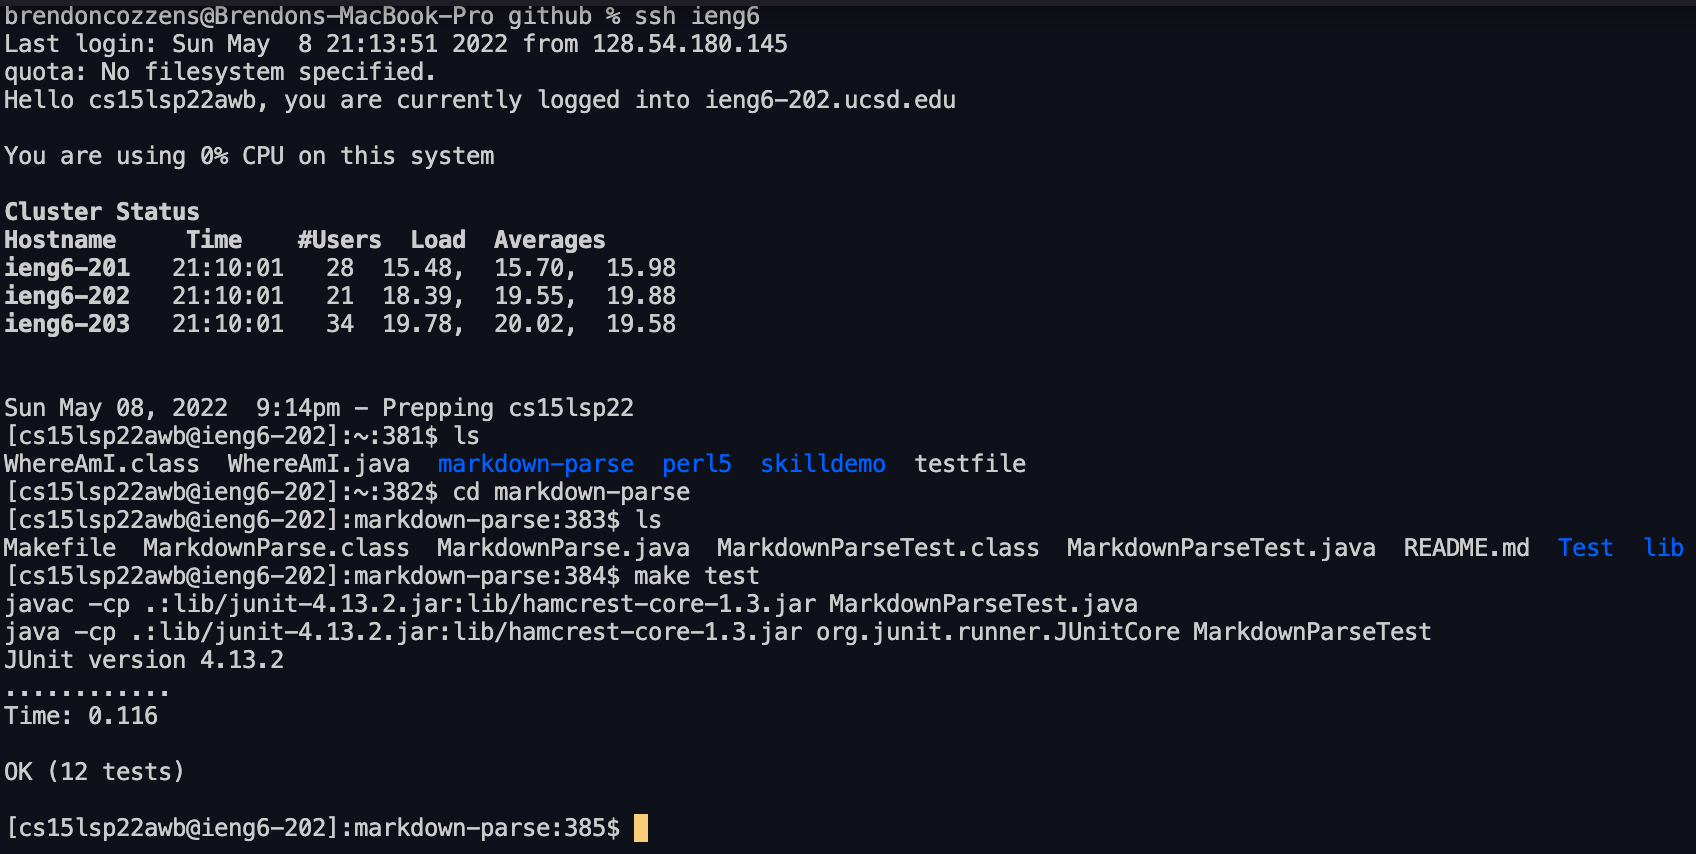 brendoncozzens@Brendons-MacBook-Pro github % ssh ieng6
Last login: Sun May  8 21:13:51 2022 from 128.54.180.145
quota: No filesystem specified.
Hello cs15lsp22awb, you are currently logged into ieng6-202.ucsd.edu
You are using 0% CPU on this system
Cluster Status
Hostname     Time    #Users  Load  Averages
ieng6-201   21:10:01   28  15.48,  15.70,  15.98
ieng6-202   21:10:01   21  18.39,  19.55,  19.88
ieng6-203   21:10:01   34  19.78,  20.02,  19.58
Sun May 08, 2022  9:14pm - Prepping cs15lsp22
[cs15lsp22awb@ieng6-202]:~:381$ ls
WhereAmI.class  WhereAmI.java  markdown-parse  perl5  skilldemo  testfile
[cs15lsp22awb@ieng6-202]:~:382$ cd markdown-parse
[cs15lsp22awb@ieng6-202]:markdown-parse:383$ ls
Makefile  MarkdownParse.class  MarkdownParse.java  MarkdownParseTest.class  MarkdownParseTest.java  README.md  Test  lib
[cs15lsp22awb@ieng6-202]:markdown-parse:384$ make test
javac -cp .:lib/junit-4.13.2.jar:lib/hamcrest-core-1.3.jar MarkdownParseTest.java
java -cp .:lib/junit-4.13.2.jar:lib/hamcrest-core-1.3.jar org.junit.runner.JUnitCore MarkdownParseTest
JUnit version 4.13.2
............
Time: 0.116
OK (12 tests)
[cs15lsp22awb@ieng6-202]:markdown-parse:385$